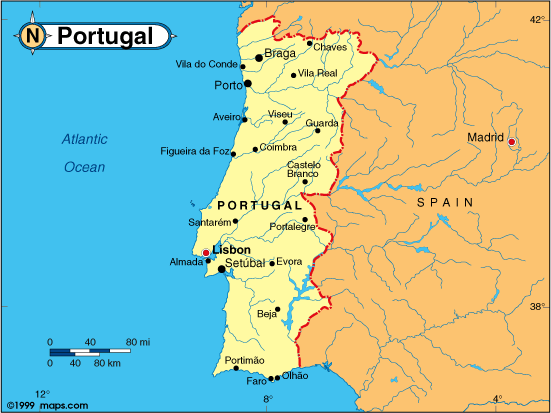 N Portugal
42°
Chaves
Braga
Vila do Conde
Vila Real
Porto
Aveiro
Viseu
Guarda
Madrid
Atlantic
Ocean
Coimbra
Figueira da Foz
Castelo
Branco
PORTUGAL
SPAIN
Santarém
Portalegre
Lisbon
Almada
Setúbal
Evora
38°
Beja
0 40 80 mi
0 40 80 km
Portimão
Faro
Olhão
12°
8°
4°
©1999 maps.com